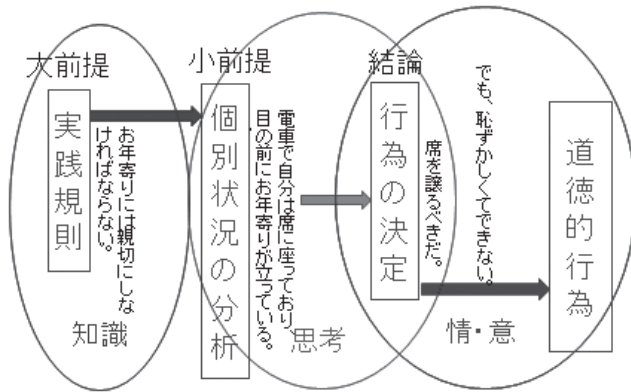 大前提
実践規則
お年寄りには親切にしな
ければならない。
知識
小前提
個別状況の分析
電車で自分は席に座っており、
目の前にお年寄りが立っている。
思考
結論
行為の決定
席を譲るべきだ。
でも、恥ずかしくてできない。
情・意
道徳的行為